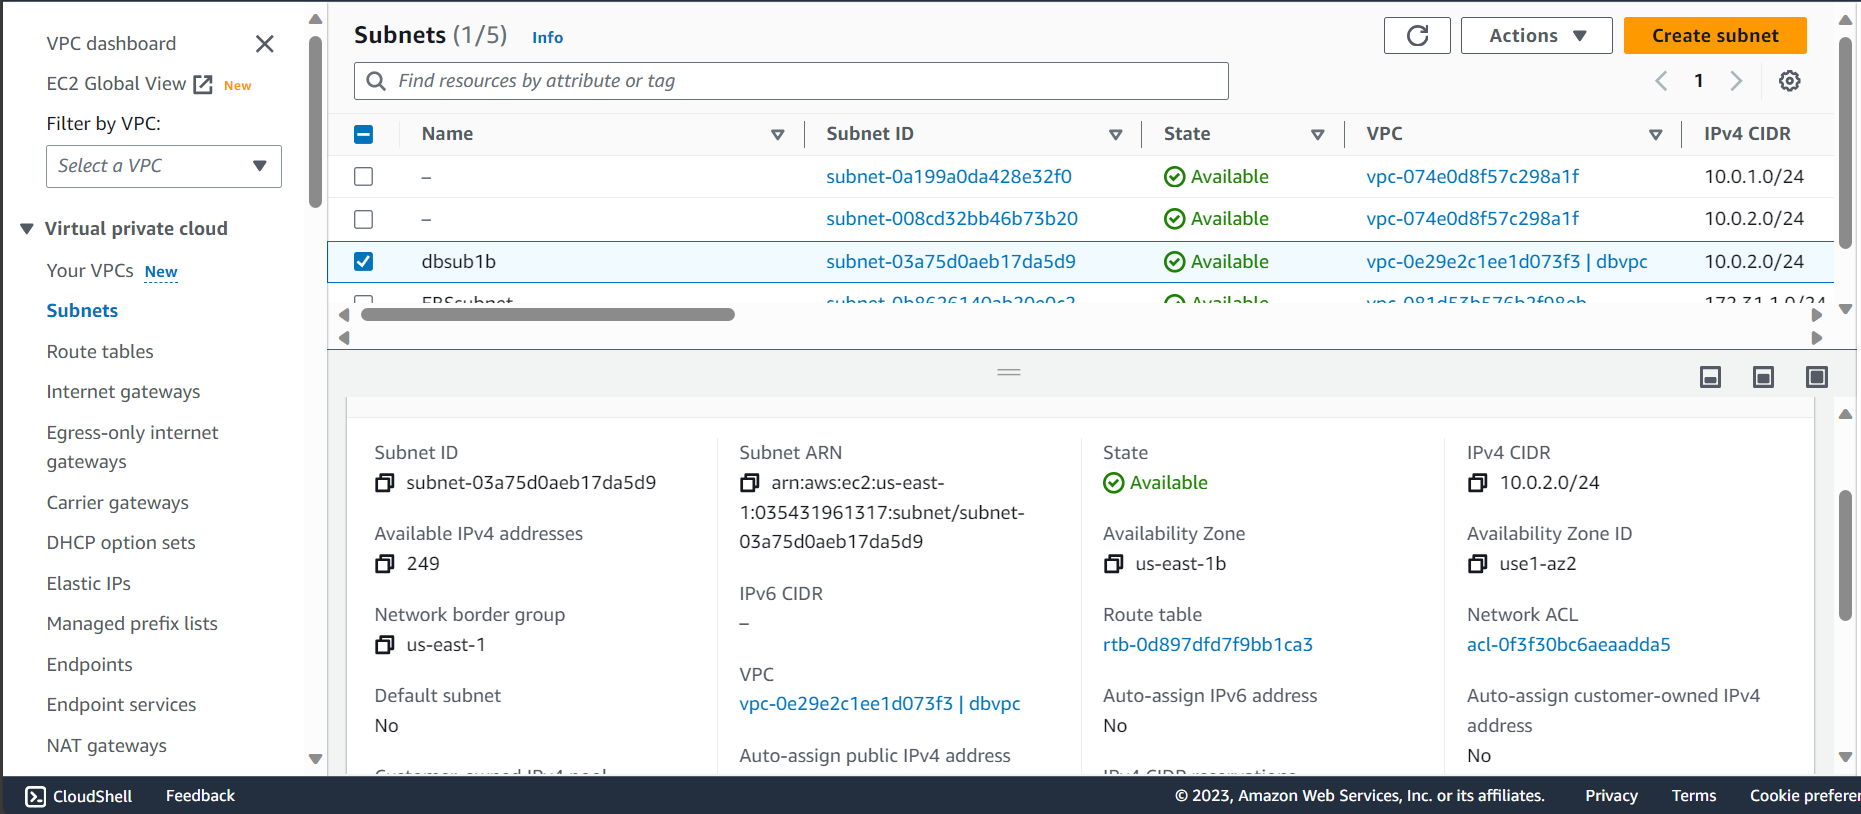 VPC dashboard
EC2 Global View New
Filter by VPC:
Select a VPC
Virtual private cloud
Your VPCs New
Subnets
Route tables
Internet gateways
Egress-only internet
gateways
Carrier gateways
DHCP option sets
Elastic IPs
Managed prefix lists
Endpoints
Endpoint services
NAT gateways
Subnets (1/5) Info
Actions
Create subnet
Find resources by attribute or tag
1
Name Subnet ID State VPC IPv4 CIDR
– subnet-0a199a0da428e32f0 Available vpc-074e0d8f57c298a1f 10.0.1.0/24
– subnet-008cd32bb46b73b20 Available vpc-074e0d8f57c298a1f 10.0.2.0/24
dbsub1b subnet-03a75d0aeb17da5d9 Available vpc-0e29e2c1ee1d073f3 | dbvpc 10.0.2.0/24
Available
Subnet ID
subnet-03a75d0aeb17da5d9
Available IPv4 addresses
249
Network border group
us-east-1
Default subnet
No
Subnet ARN
arn:aws:ec2:us-east-
1:035431961317:subnet/subnet-
03a75d0aeb17da5d9
IPv6 CIDR
–
VPC
vpc-0e29e2c1ee1d073f3 | dbvpc
Auto-assign public IPv4 address
State
Available
Availability Zone
us-east-1b
Route table
rtb-0d897dfd7f9bb1ca3
Auto-assign IPv6 address
No
IPv4 CIDR
10.0.2.0/24
Availability Zone ID
use1-az2
Network ACL
acl-0f3f30bc6aeaadda5
Auto-assign customer-owned IPv4
address
No
CloudShell Feedback © 2023, Amazon Web Services, Inc. or its affiliates. Privacy Terms Cookie preferen